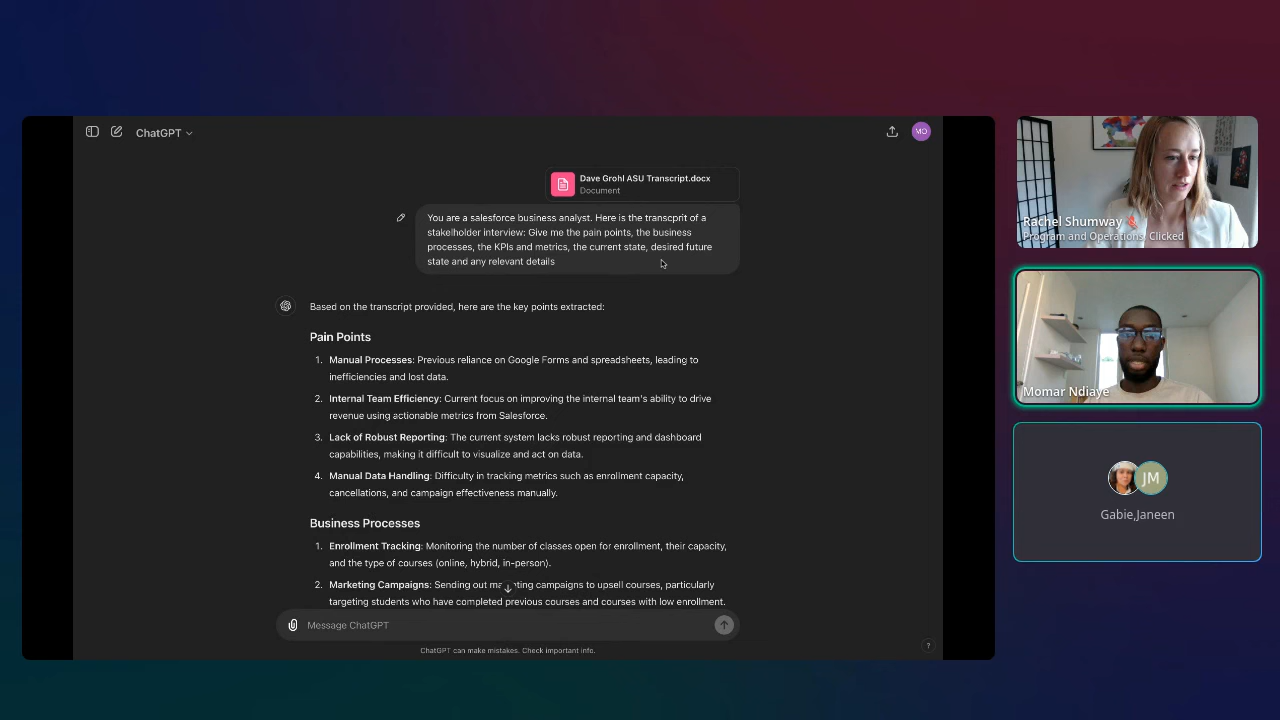 ChatGPT
MO
Dave Grohl ASU Transcript.docx
Document
You are a salesforce business analyst. Here is the transcprit of a
stakelholder interview: Give me the pain points, the business
processes, the KPIs and metrics, the current state, desired future
state and any relevant details
Based on the transcript provided, here are the key points extracted:
Pain Points
1. Manual Processes: Previous reliance on Google Forms and spreadsheets, leading to
inefficiencies and lost data.
2. Internal Team Efficiency: Current focus on improving the internal team's ability to drive
revenue using actionable metrics from Salesforce.
3. Lack of Robust Reporting: The current system lacks robust reporting and dashboard
capabilities, making it difficult to visualize and act on data.
4. Manual Data Handling: Difficulty in tracking metrics such as enrollment capacity,
cancellations, and campaign effectiveness manually.
Business Processes
1. Enrollment Tracking: Monitoring the number of classes open for enrollment, their capacity,
and the type of courses (online, hybrid, in-person).
2. Marketing Campaigns: Sending out marketing campaigns to upsell courses, particularly
targeting students who have completed previous courses and courses with low enrollment.
Message ChatGPT
ChatGPT can make mistakes. Check important info.
?
Rachel Shumway
Program and Operations, Clicked
Momar Ndiaye
JM
Gabie,Janeen